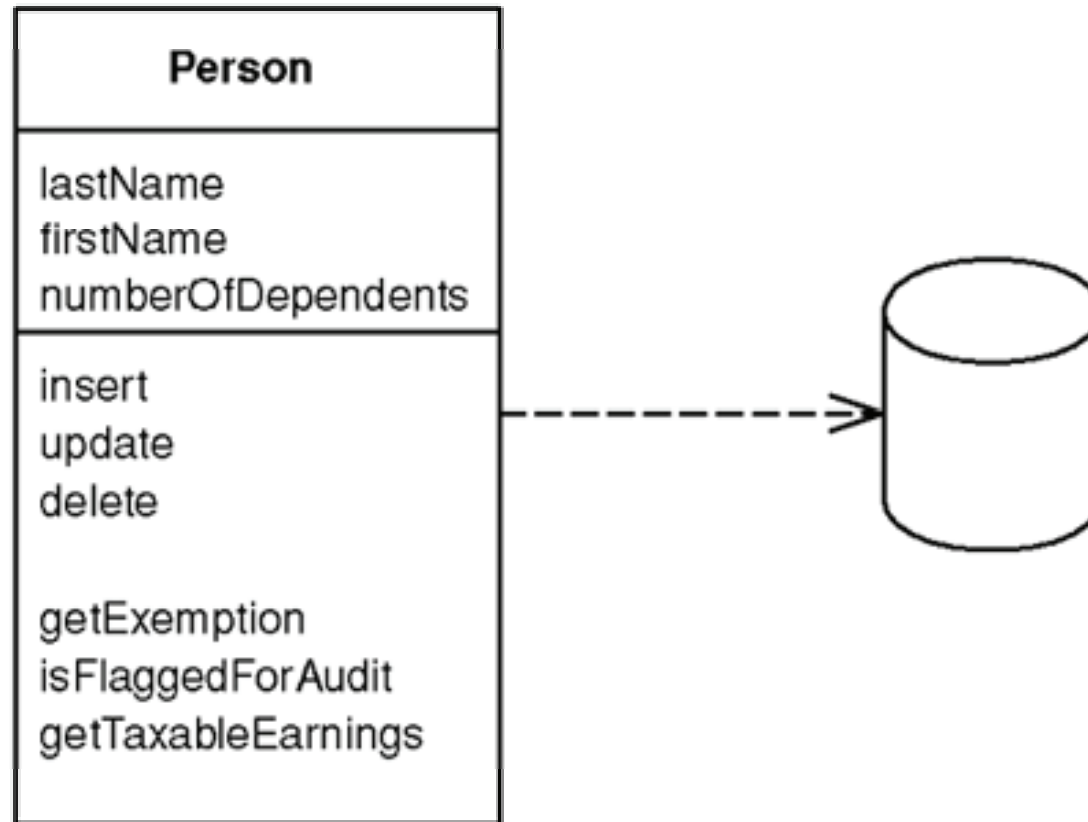 Person
lastName
firstName
numberOfDependents
insert
update
delete
getExemption
isFlaggedForAudit
getTaxableEarnings